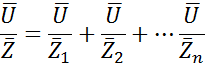 U̅/Z̅ = U̅/Z̅₁ + U̅/Z̅₂ + ⋯ U̅/Z̅ₙ